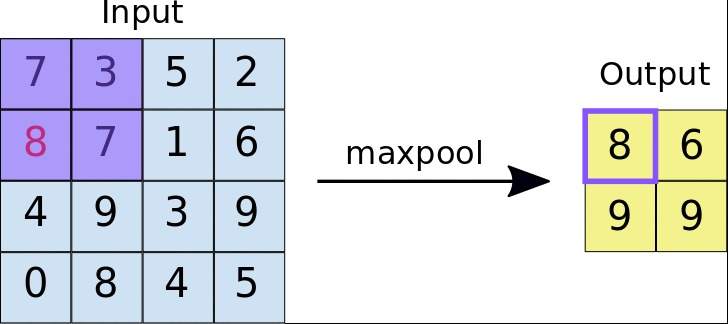 Input
7 3 5 2
8 7 1 6
4 9 3 9
0 8 4 5
maxpool
Output
8 6
9 9